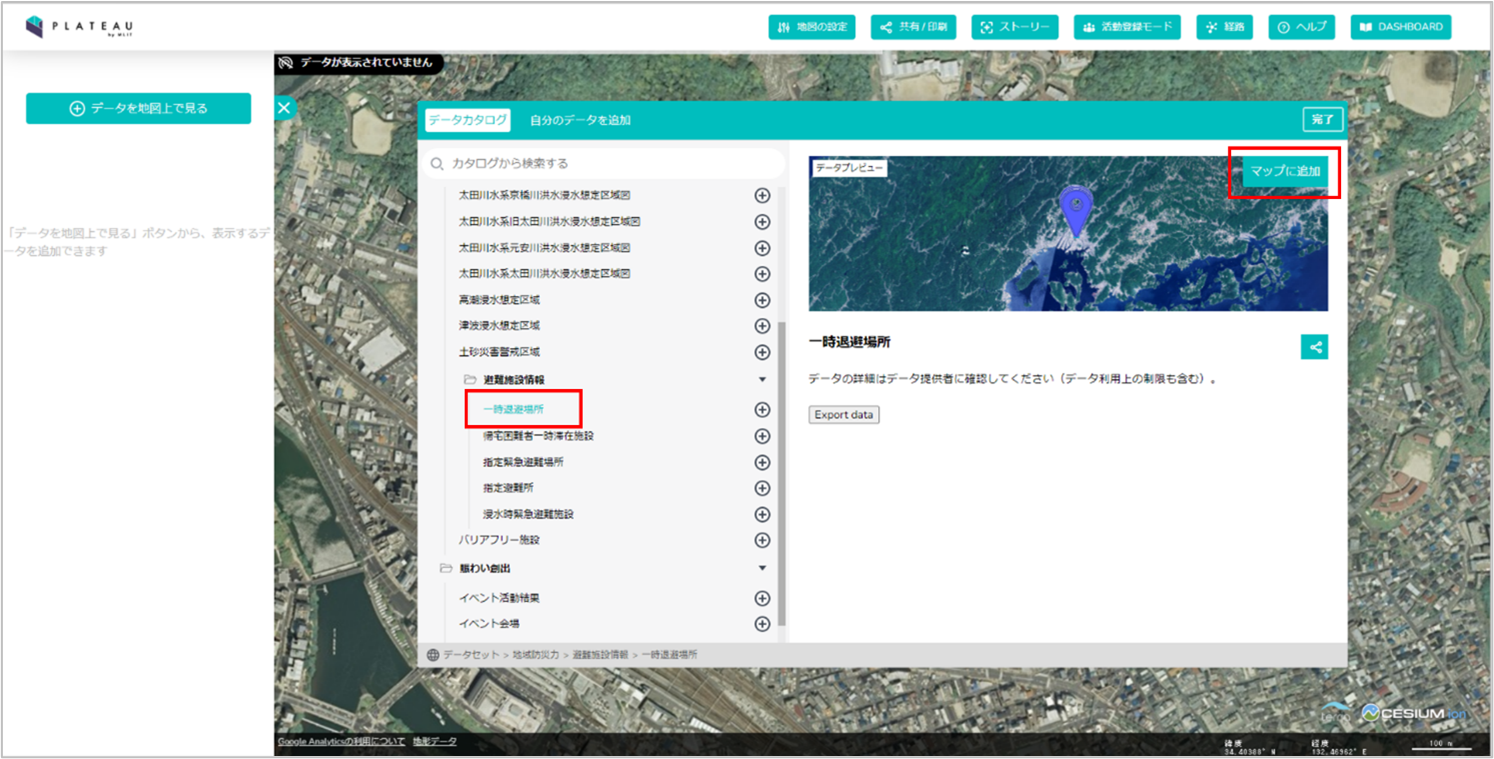 PLATEAU
by MLIT
地図の設定
共有/印刷
ストーリー
活動登録モード
経路
ヘルプ
DASHBOARD
データが表示されていません
データを地図上で見る
「データを地図上で見る」ボタンから、表示するデ
ータを追加できます
データカタログ
自分のデータを追加
完了
カタログから検索する
太田川水系京橋川洪水浸水想定区域図
太田川水系旧太田川洪水浸水想定区域図
太田川水系元安川洪水浸水想定区域図
太田川水系太田川洪水浸水想定区域図
高潮浸水想定区域
津波浸水想定区域
土砂災害警戒区域
避難施設情報
一時退避場所
帰宅困難者一時滞在施設
指定緊急避難場所
指定避難所
浸水時緊急避難施設
バリアフリー施設
賑わい創出
イベント活動結果
イベント会場
データプレビュー
マップに追加
一時退避場所
データの詳細はデータ提供者に確認してください（データ利用上の制限も含む）。
Export data
データセット > 地域防災力 > 避難施設情報 > 一時退避場所
CESIUM ion
Google Analyticsの利用について 地形データ
緯度
34.40388° N
経度
132.46962° E
100 m